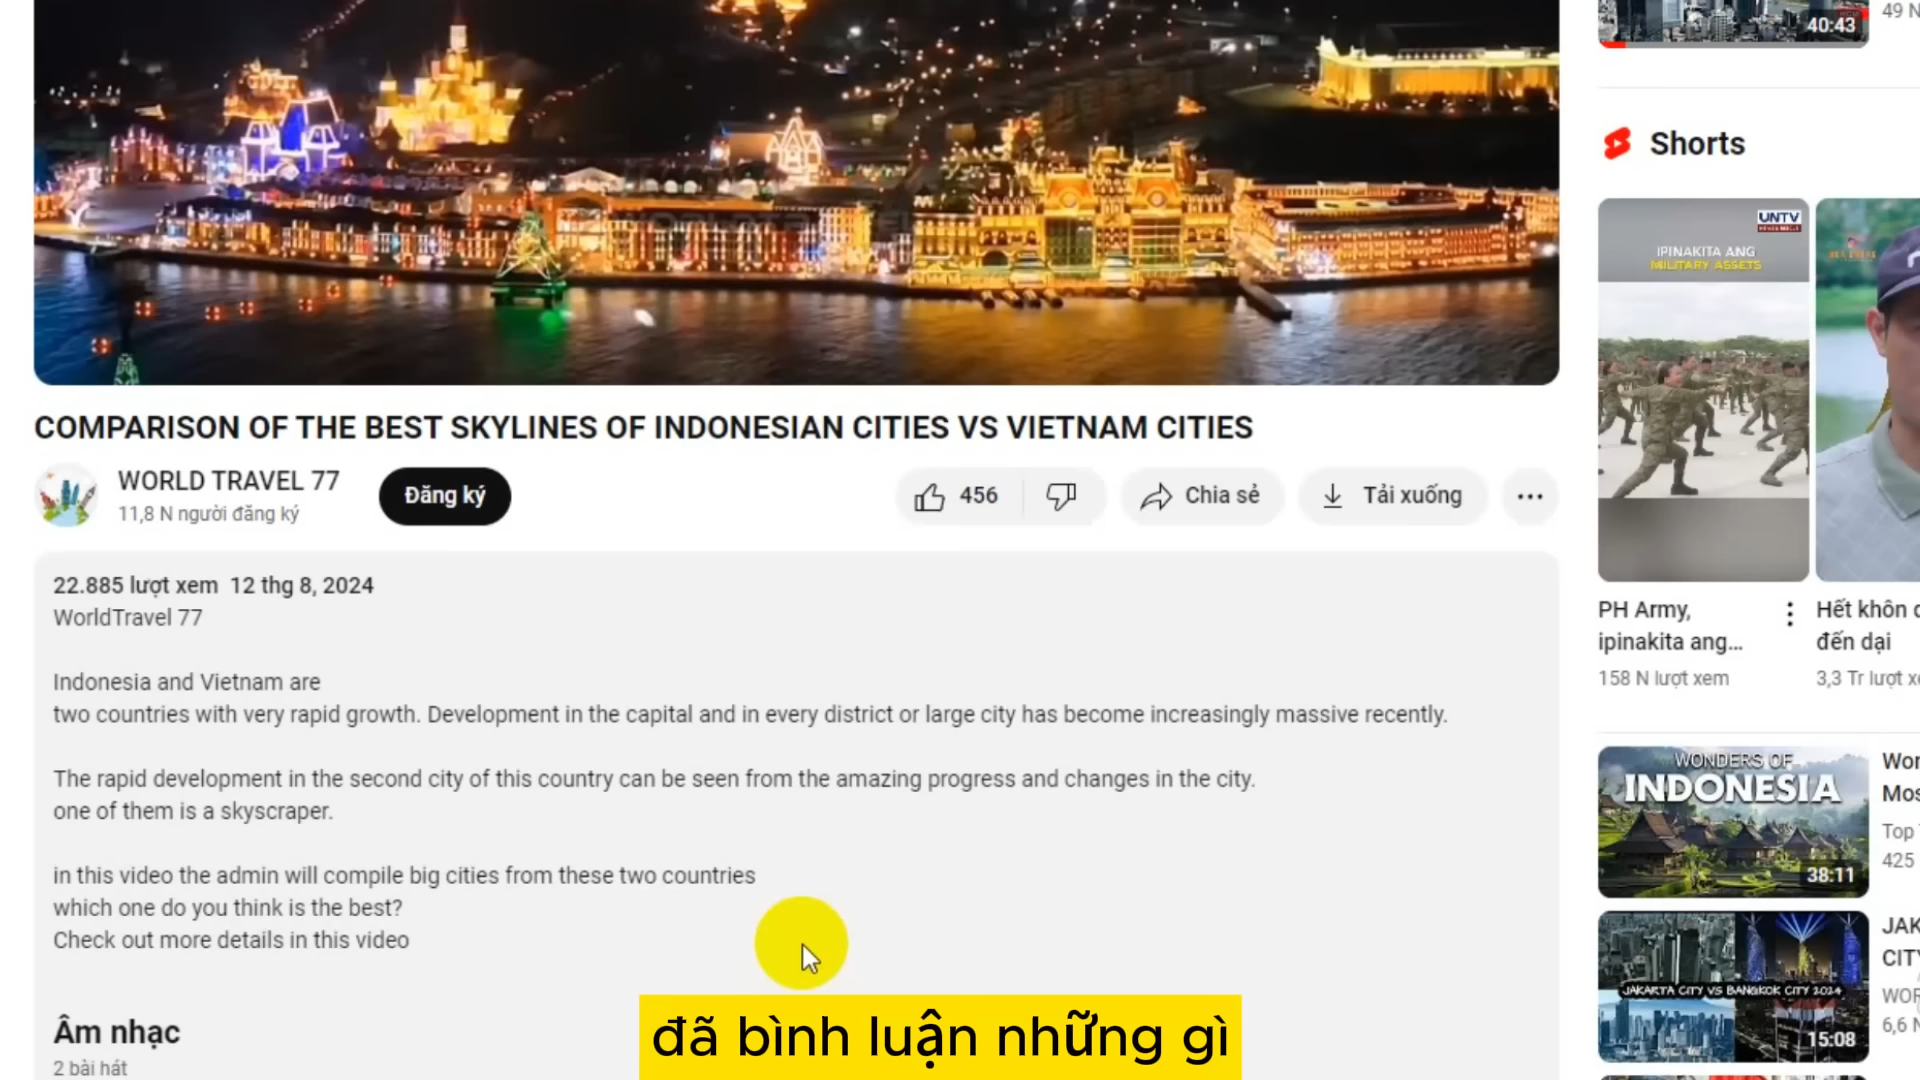 COMPARISON OF THE BEST SKYLINES OF INDONESIAN CITIES VS VIETNAM CITIES
WORLD TRAVEL 77
11,8 N người đăng ký
Đăng ký
456
Chia sẻ
Tải xuống
22.885 lượt xem 12 thg 8, 2024
WorldTravel 77
Indonesia and Vietnam are
two countries with very rapid growth. Development in the capital and in every district or large city has become increasingly massive recently.
The rapid development in the second city of this country can be seen from the amazing progress and changes in the city.
one of them is a skyscraper.
in this video the admin will compile big cities from these two countries
which one do you think is the best?
Check out more details in this video
Âm nhạc
2 bài hát
đã bình luận những gì
40:43
49 N
Shorts
UNTV
IPINAKITA ANG
MILITARY ASSETS
PH Army,
ipinakita ang...
158 N lượt xem
Hết khôn
đến dại
3,3 Tr lượt
WONDERS OF
INDONESIA
38:11
Top
425
JAKARTA CITY VS BANGKOK CITY 2024
15:08
6,6